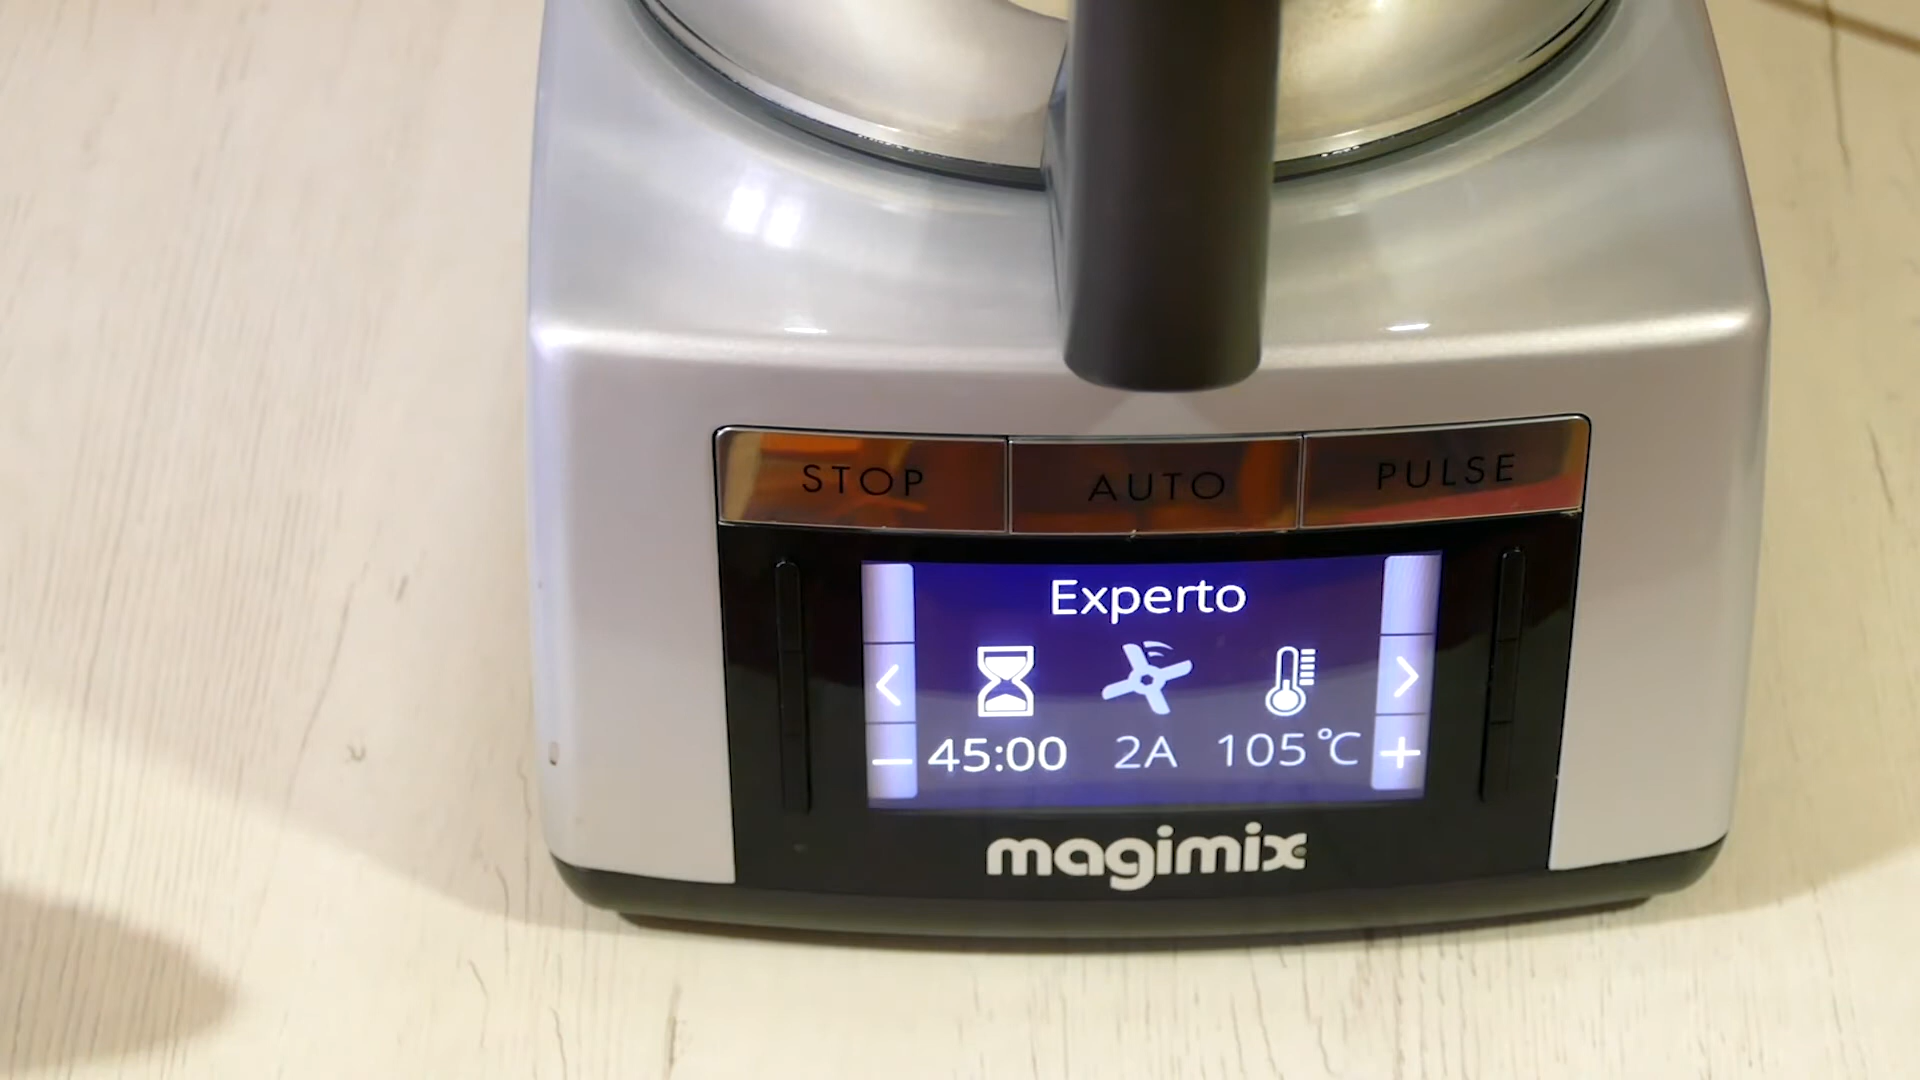 STOP AUTO PULSE
Experto
< >
− 45:00 2A 105 °C +
magimix